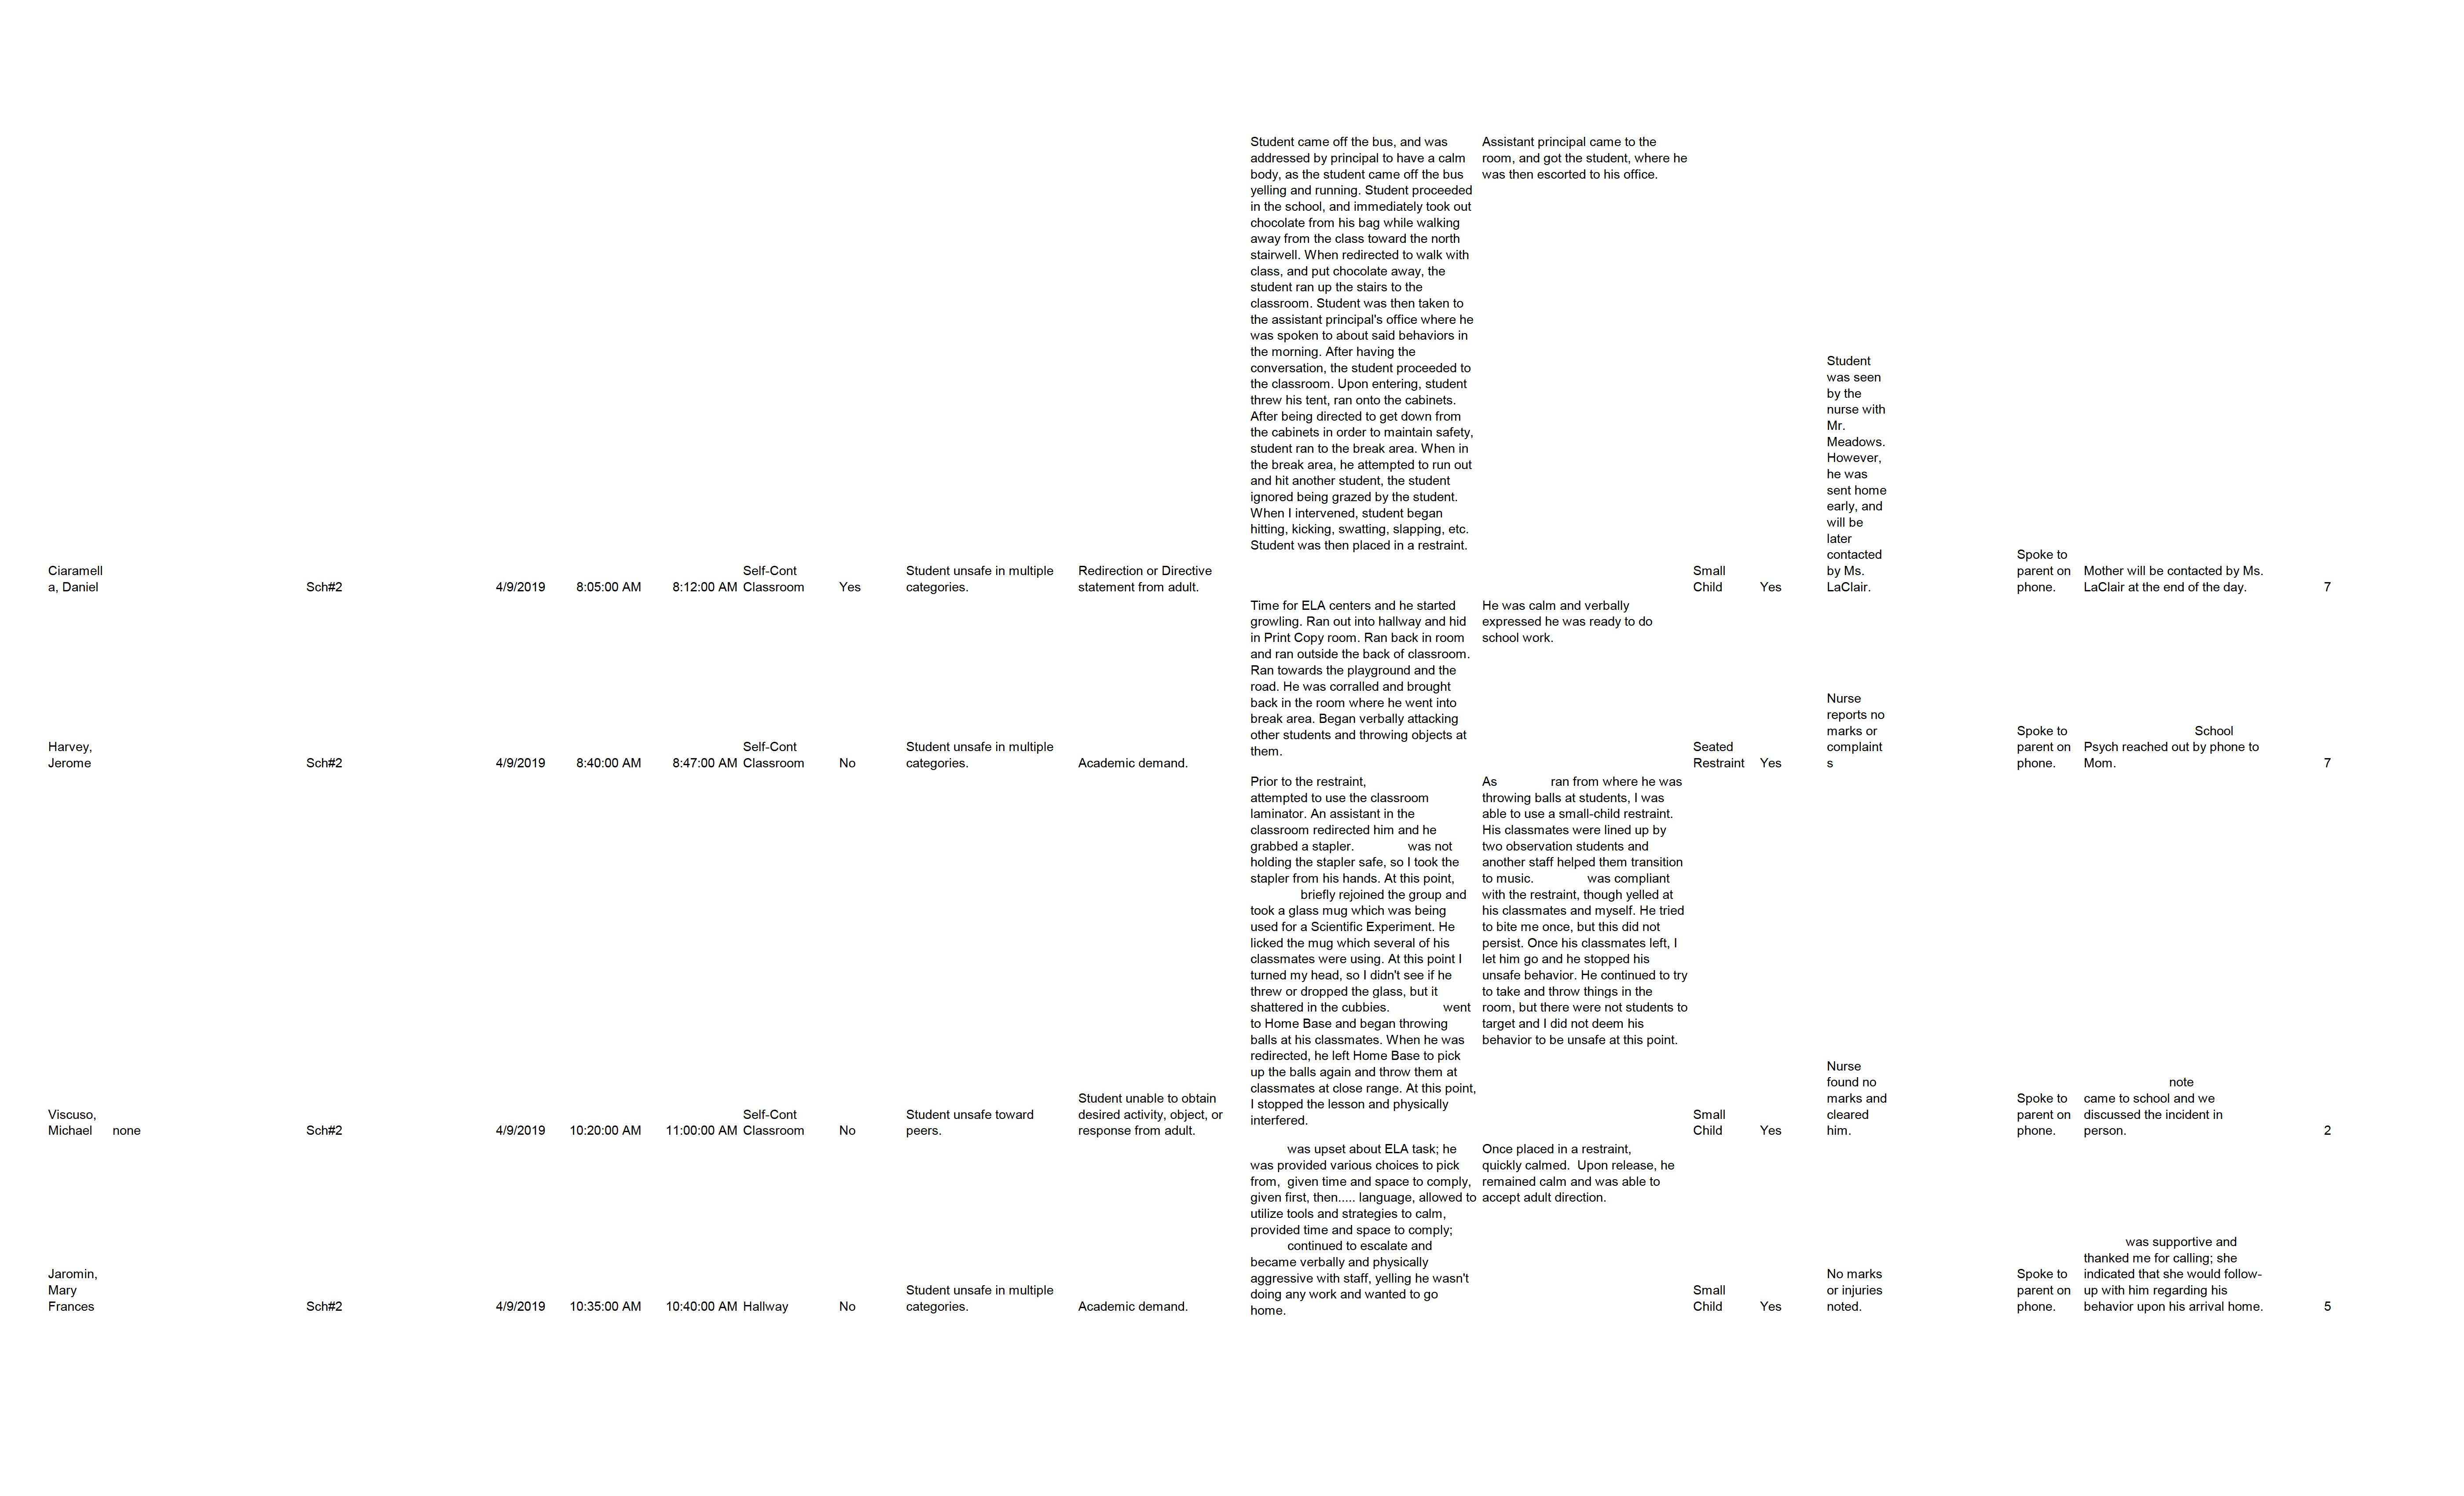 Ciaramell
a, Daniel
Sch#2
4/9/2019
8:05:00 AM
8:12:00 AM
Self-Cont
Classroom
Yes
Student unsafe in multiple
categories.
Redirection or Directive
statement from adult.
Student came off the bus, and was
addressed by principal to have a calm
body, as the student came off the bus
yelling and running. Student proceeded
in the school, and immediately took out
chocolate from his bag while walking
away from the class toward the north
stairwell. When redirected to walk with
class, and put chocolate away, the
student ran up the stairs to the
classroom. Student was then taken to
the assistant principal's office where he
was spoken to about said behaviors in
the morning. After having the
conversation, the student proceeded to
the classroom. Upon entering, student
threw his tent, ran onto the cabinets.
After being directed to get down from
the cabinets in order to maintain safety,
student ran to the break area. When in
the break area, he attempted to run out
and hit another student, the student
ignored being grazed by the student.
When I intervened, student began
hitting, kicking, swatting, slapping, etc.
Student was then placed in a restraint.
Assistant principal came to the
room, and got the student, where he
was then escorted to his office.
Small
Child
Yes
Student
was seen
by the
nurse with
Mr.
Meadows.
However,
he was
sent home
early, and
will be
later
contacted
by Ms.
LaClair.
Spoke to
parent on
phone.
Mother will be contacted by Ms.
LaClair at the end of the day.
7
Harvey,
Jerome
Sch#2
4/9/2019
8:40:00 AM
8:47:00 AM
Self-Cont
Classroom
No
Student unsafe in multiple
categories.
Academic demand.
Time for ELA centers and he started
growling. Ran out into hallway and hid
in Print Copy room. Ran back in room
and ran outside the back of classroom.
Ran towards the playground and the
road. He was corralled and brought
back in the room where he went into
break area. Began verbally attacking
other students and throwing objects at
them.
He was calm and verbally
expressed he was ready to do
school work.
Seated
Restraint
Yes
Nurse
reports no
marks or
complaint
s
Spoke to
parent on
phone.
School
Psych reached out by phone to
Mom.
7
Viscuso,
Michael
none
Sch#2
4/9/2019
10:20:00 AM
11:00:00 AM
Self-Cont
Classroom
No
Student unsafe toward
peers.
Student unable to obtain
desired activity, object, or
response from adult.
Prior to the restraint,
attempted to use the classroom
laminator. An assistant in the
classroom redirected him and he
grabbed a stapler. was not
holding the stapler safe, so I took the
stapler from his hands. At this point,
briefly rejoined the group and
took a glass mug which was being
used for a Scientific Experiment. He
licked the mug which several of his
classmates were using. At this point I
turned my head, so I didn't see if he
threw or dropped the glass, but it
shattered in the cubbies. went
to Home Base and began throwing
balls at his classmates. When he was
redirected, he left Home Base to pick
up the balls again and throw them at
classmates at close range. At this point,
I stopped the lesson and physically
interfered.
As ran from where he was
throwing balls at students, I was
able to use a small-child restraint.
His classmates were lined up by
two observation students and
another staff helped them transition
to music. was compliant
with the restraint, though yelled at
his classmates and myself. He tried
to bite me once, but this did not
persist. Once his classmates left, I
let him go and he stopped his
unsafe behavior. He continued to try
to take and throw things in the
room, but there were not students to
target and I did not deem his
behavior to be unsafe at this point.
Small
Child
Yes
Nurse
found no
marks and
cleared
him.
Spoke to
parent on
phone.
note
came to school and we
discussed the incident in
person.
2
Jaromin,
Mary
Frances
Sch#2
4/9/2019
10:35:00 AM
10:40:00 AM
Hallway
No
Student unsafe in multiple
categories.
Academic demand.
was upset about ELA task; he
was provided various choices to pick
from, given time and space to comply,
given first, then..... language, allowed to
utilize tools and strategies to calm,
provided time and space to comply;
continued to escalate and
became verbally and physically
aggressive with staff, yelling he wasn't
doing any work and wanted to go
home.
Once placed in a restraint,
quickly calmed. Upon release, he
remained calm and was able to
accept adult direction.
Small
Child
Yes
No marks
or injuries
noted.
Spoke to
parent on
phone.
was supportive and
thanked me for calling; she
indicated that she would follow-
up with him regarding his
behavior upon his arrival home.
5